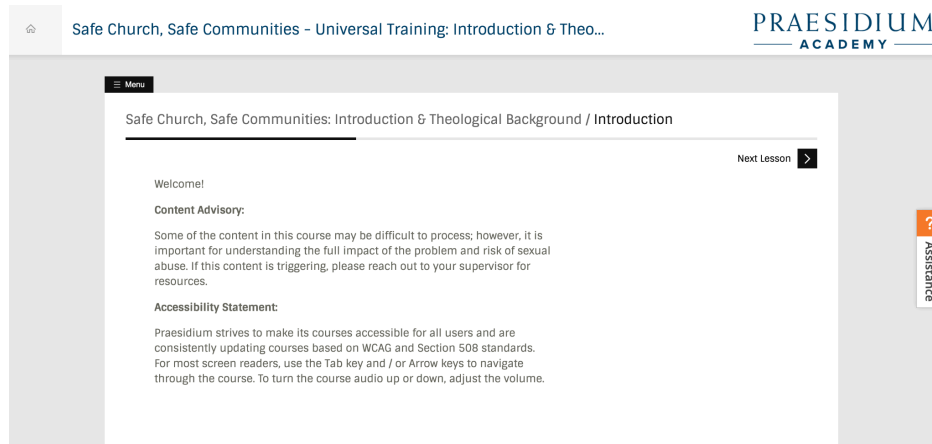 Safe Church, Safe Communities - Universal Training: Introduction & Theo...
PRAESIDIUM
ACADEMY
Menu
Safe Church, Safe Communities: Introduction & Theological Background / Introduction
Next Lesson
Welcome!
Content Advisory:
Some of the content in this course may be difficult to process; however, it is
important for understanding the full impact of the problem and risk of sexual
abuse. If this content is triggering, please reach out to your supervisor for
resources.
Accessibility Statement:
Praesidium strives to make its courses accessible for all users and are
consistently updating courses based on WCAG and Section 508 standards.
For most screen readers, use the Tab key and / or Arrow keys to navigate
through the course. To turn the course audio up or down, adjust the volume.
? Assistance